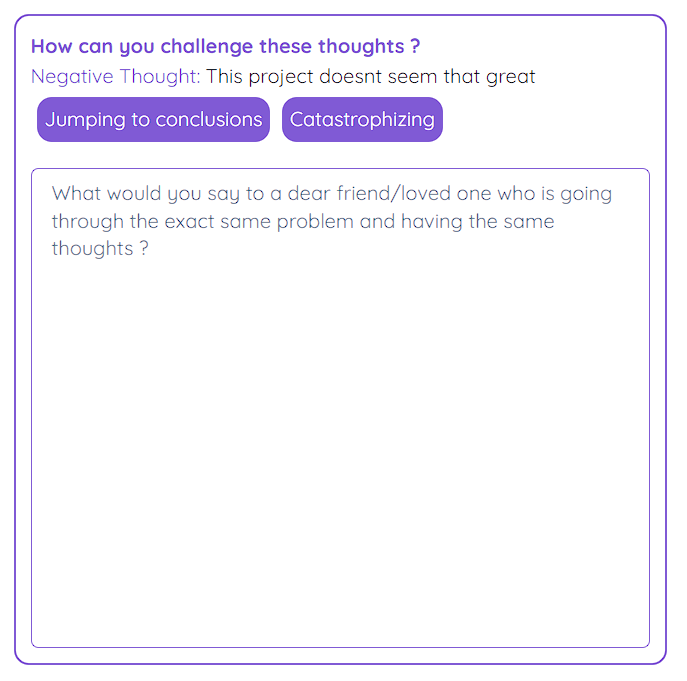 How can you challenge these thoughts ?
Negative Thought: This project doesnt seem that great
Jumping to conclusions Catastrophizing
What would you say to a dear friend/loved one who is going
through the exact same problem and having the same
thoughts ?